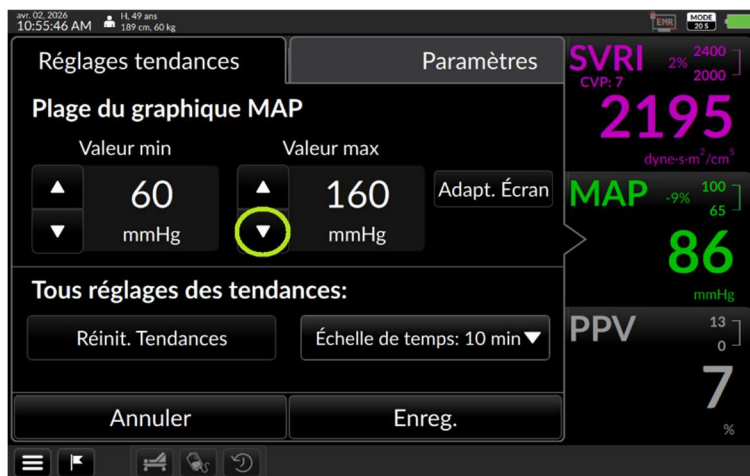 avr. 02, 2026
10:55:46 AM
H, 49 ans
189 cm, 60 kg
EMR
MODE
20 S
Réglages tendances
Paramètres
Plage du graphique MAP
Valeur min
Valeur max
60
mmHg
160
mmHg
Adapt. Écran
Tous réglages des tendances:
Réinit. Tendances
Échelle de temps: 10 min
Annuler
Enreg.
SVRI
CVP: 7
2%
2400
2000
2195
dyne-s-m²/cm⁵
MAP
-9%
100
65
86
mmHg
PPV
13
0
7
%